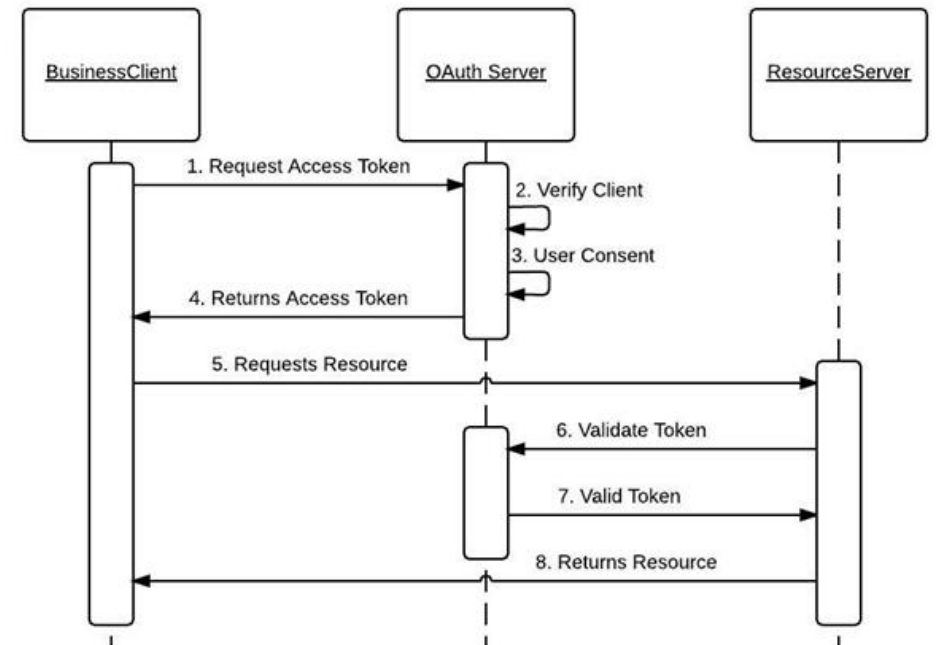 BusinessClient
OAuth Server
ResourceServer
1. Request Access Token
2. Verify Client
3. User Consent
4. Returns Access Token
5. Requests Resource
6. Validate Token
7. Valid Token
8. Returns Resource